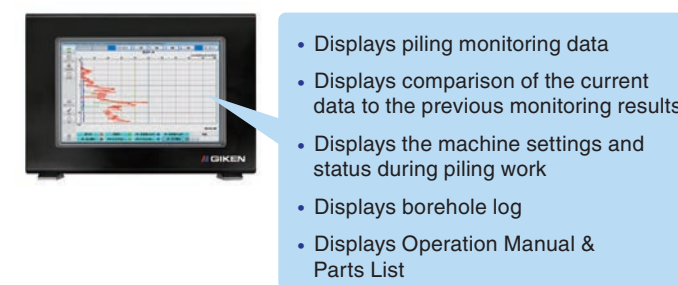 GIKEN
• Displays piling monitoring data
• Displays comparison of the current
data to the previous monitoring results
• Displays the machine settings and
status during piling work
• Displays borehole log
• Displays Operation Manual &
Parts List